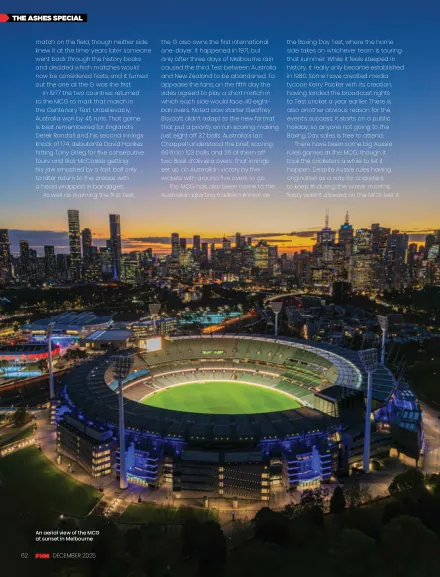 THE ASHES SPECIAL
match on the field, though neither side
knew it at the time: years later someone
went back through the history books
and decided which matches would
now be considered Tests, and it turned
out the one at the G was the first.
In 1977 the two countries returned
to the MCG to mark that match in
the Centenary Test. Unbelievably,
Australia won by 45 runs. That game
is best remembered for England's
Derek Randall and his second innings
knock of 174, debutante David Hookes
hitting Tony Greig for five consecutive
fours and Rick McCosker getting
his jaw smashed by a fast ball only
to later return to the crease with
a head wrapped in bandages.
As well as claiming the first Test,
the G also owns the first international
one-dayer. It happened in 1971, but
only after three days of Melbourne rain
caused the Third Test between Australia
and New Zealand to be abandoned. To
appease the fans, on the fifth day the
sides agreed to play a short match in
which each side would face 40 eight-
ball overs. Noted slow starter Geoffrey
Boycott didn't adapt to the new format
that put a priority on run scoring, making
just eight off 37 balls. Australia's Ian
Chappell understood the brief, scoring
60 from 103 balls and 26 of them off
two Basil d'Oliveira overs. That innings
set up an Australian victory by five
wickets with around five overs to go.
The MCG has also been home to the
Australian sporting tradition known as
the Boxing Day Test, where the home
side takes on whichever team is touring
that summer. While it feels steeped in
history, it really only became established
in 1980. Some have credited media
tycoon Kerry Packer with its creation,
having landed the broadcast rights
to Test cricket a year earlier. There is
also another obvious reason for the
event's success; it starts on a public
holiday, so anyone not going to the
Boxing Day sales is free to attend.
There have been some big Aussie
rules games at the MCG, though it
took the cricketers a while to let it
happen. Despite Aussie rules having
originated as a way for cricketers
to keep fit during the winter months,
footy wasn't allowed on the MCG
An aerial view of the MCG
at sunset in Melbourne
62 FHM DECEMBER 2025